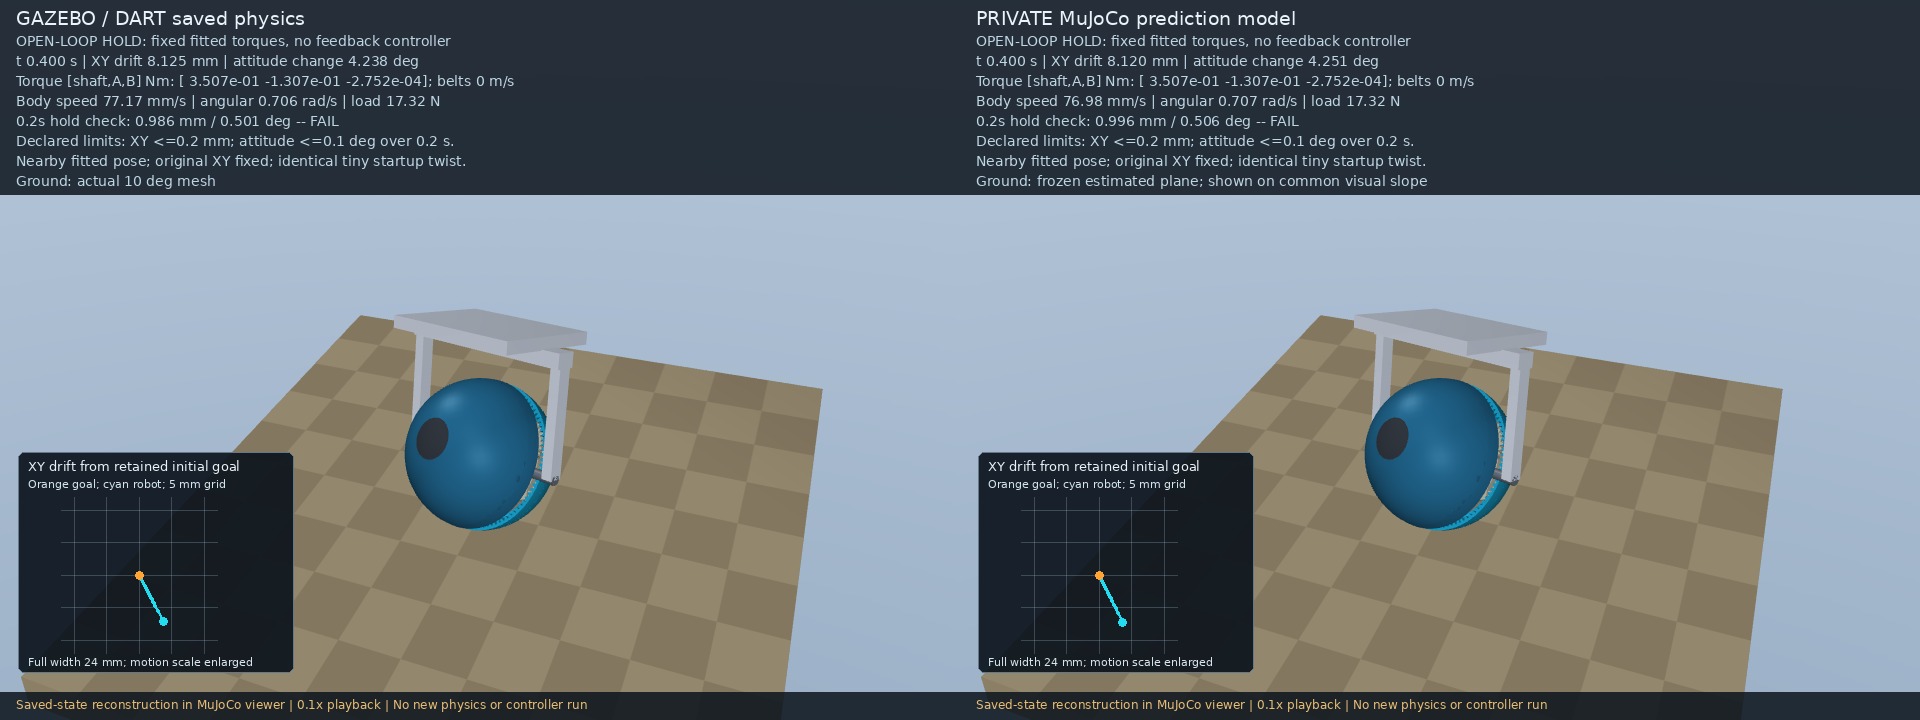 GAZEBO / DART saved physics
OPEN-LOOP HOLD: fixed fitted torques, no feedback controller
t 0.400 s | XY drift 8.125 mm | attitude change 4.238 deg
Torque [shaft,A,B] Nm: [ 3.507e-01 -1.307e-01 -2.752e-04]; belts 0 m/s
Body speed 77.17 mm/s | angular 0.706 rad/s | load 17.32 N
0.2s hold check: 0.986 mm / 0.501 deg -- FAIL
Declared limits: XY <=0.2 mm; attitude <=0.1 deg over 0.2 s.
Nearby fitted pose; original XY fixed; identical tiny startup twist.
Ground: actual 10 deg mesh
XY drift from retained initial goal
Orange goal; cyan robot; 5 mm grid
Full width 24 mm; motion scale enlarged
Saved-state reconstruction in MuJoCo viewer | 0.1x playback | No new physics or controller run
PRIVATE MuJoCo prediction model
OPEN-LOOP HOLD: fixed fitted torques, no feedback controller
t 0.400 s | XY drift 8.120 mm | attitude change 4.251 deg
Torque [shaft,A,B] Nm: [ 3.507e-01 -1.307e-01 -2.752e-04]; belts 0 m/s
Body speed 76.98 mm/s | angular 0.707 rad/s | load 17.32 N
0.2s hold check: 0.996 mm / 0.506 deg -- FAIL
Declared limits: XY <=0.2 mm; attitude <=0.1 deg over 0.2 s.
Nearby fitted pose; original XY fixed; identical tiny startup twist.
Ground: frozen estimated plane; shown on common visual slope
XY drift from retained initial goal
Orange goal; cyan robot; 5 mm grid
Full width 24 mm; motion scale enlarged
Saved-state reconstruction in MuJoCo viewer | 0.1x playback | No new physics or controller run